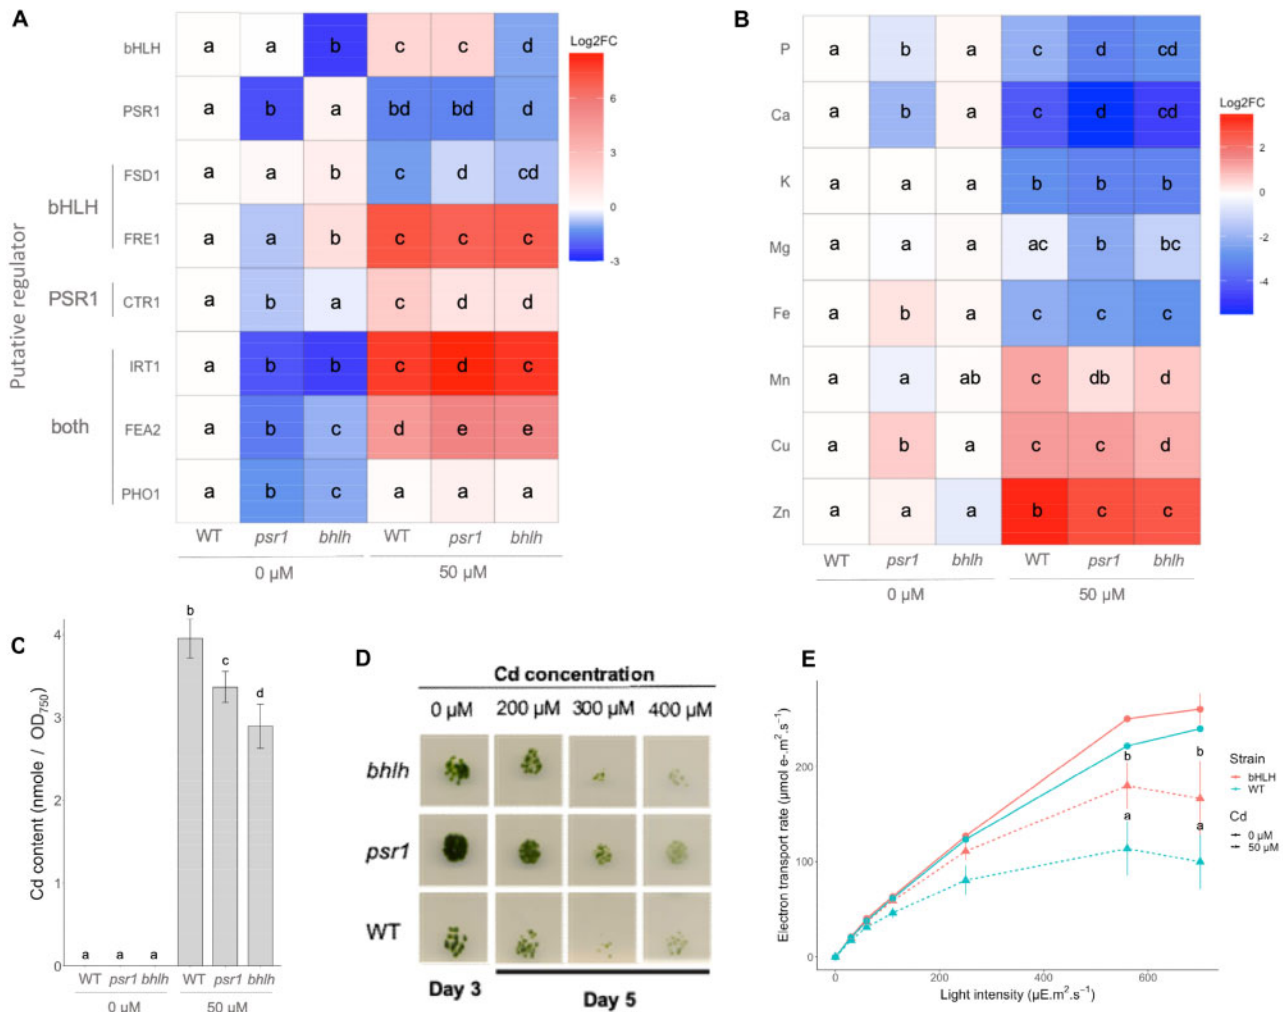 A
bHLH a a b c c d
PSR1 a b a bd bd d
FSD1 a a b c d cd
FRE1 a a b c c c
CTR1 a b a c d d
IRT1 a b b c d c
FEA2 a b c d e e
PHO1 a b c a a a
Putative regulator
bHLH
PSR1
both
WT psr1 bhlh WT psr1 bhlh
0 µM 50 µM
Log2FC
6
3
0
-3
B
P a b a c d cd
Ca a b a c d cd
K a a a b b b
Mg a a a ac b bc
Fe a b a c c c
Mn a a ab c db d
Cu a b a c c d
Zn a a a b c c
WT psr1 bhlh WT psr1 bhlh
0 µM 50 µM
Log2FC
2
0
-2
-4
C
Cd content (nmole / OD750)
4
3
2
1
0
a a a b c d
WT psr1 bhlh WT psr1 bhlh
0 µM 50 µM
D
Cd concentration
0 µM 200 µM 300 µM 400 µM
bhlh
psr1
WT
Day 3 Day 5
E
Electron transport rate (µmol e-.m².s⁻¹)
200
100
0
b b
a a
0 200 400 600
Light intensity (µE.m².s⁻¹)
Strain
bHLH
WT
Cd
0 µM
50 µM